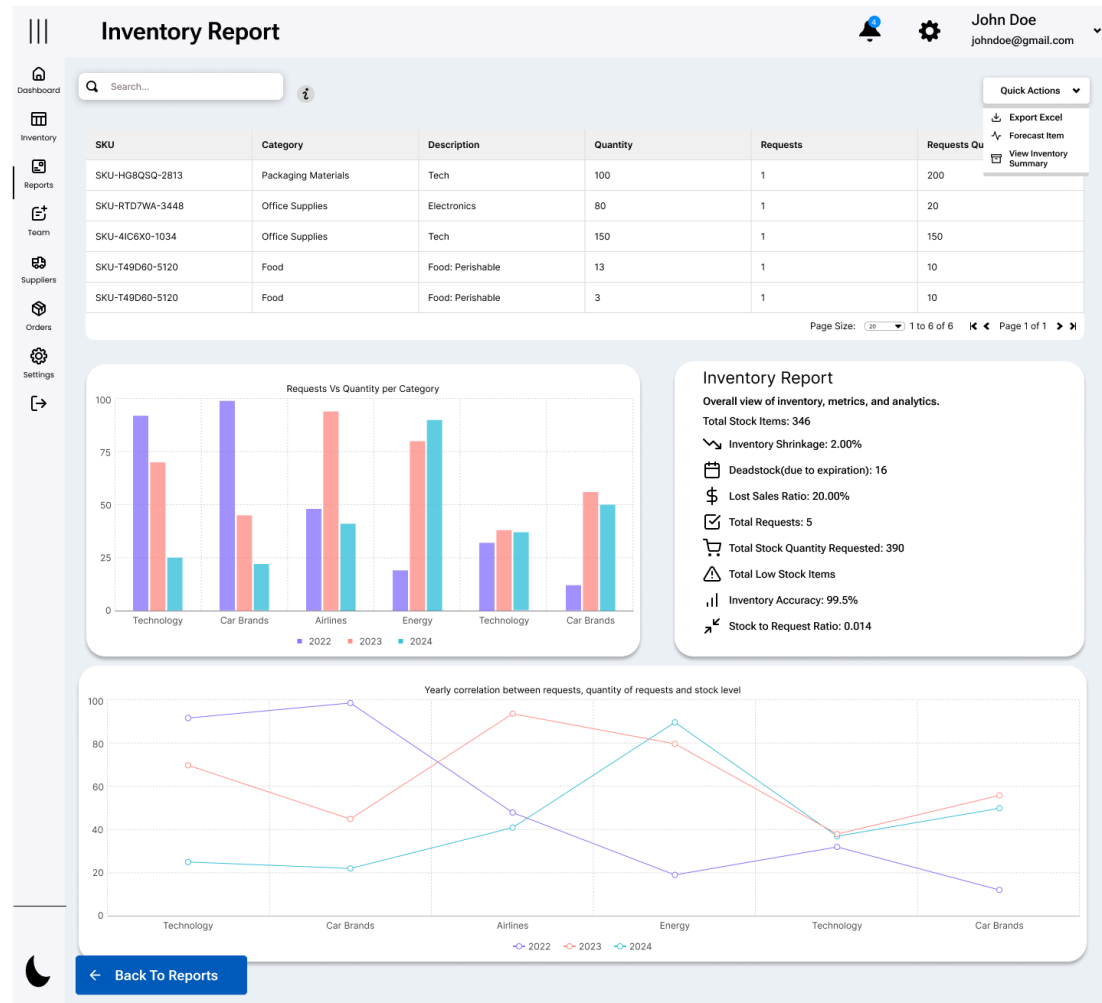 Inventory Report
4
John Doe
johndoe@gmail.com
Dashboard
Inventory
Reports
Team
Suppliers
Orders
Settings
Search...
i
Quick Actions
Export Excel
Forecast Item
View Inventory
Summary
SKU Category Description Quantity Requests Requests Qu
SKU-HG8QSQ-2813 Packaging Materials Tech 100 1 200
SKU-RTD7WA-3448 Office Supplies Electronics 80 1 20
SKU-4IC6X0-1034 Office Supplies Tech 150 1 150
SKU-T49D60-5120 Food Food: Perishable 13 1 10
SKU-T49D60-5120 Food Food: Perishable 3 1 10
Page Size: 20 1 to 6 of 6 Page 1 of 1
Requests Vs Quantity per Category
100
75
50
25
0
Technology Car Brands Airlines Energy Technology Car Brands
2022 2023 2024
Inventory Report
Overall view of inventory, metrics, and analytics.
Total Stock Items: 346
Inventory Shrinkage: 2.00%
Deadstock(due to expiration): 16
Lost Sales Ratio: 20.00%
Total Requests: 5
Total Stock Quantity Requested: 390
Total Low Stock Items
Inventory Accuracy: 99.5%
Stock to Request Ratio: 0.014
Yearly correlation between requests, quantity of requests and stock level
100
80
60
40
20
0
Technology Car Brands Airlines Energy Technology Car Brands
2022 2023 2024
Back To Reports